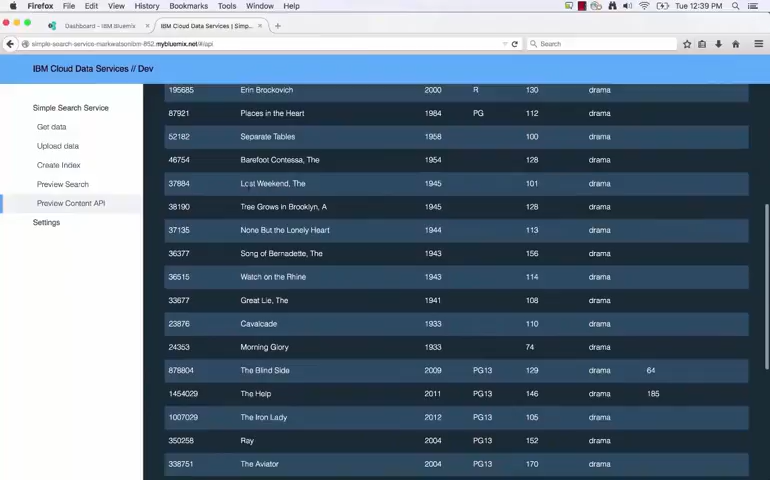 Firefox File Edit View History Bookmarks Tools Window Help Tue 12:39 PM
Dashboard - IBM Bluemix × IBM Cloud Data Services | Simp... × +
simple-search-service-markwatsonibm-952.mybluemix.net/#/api Search
IBM Cloud Data Services // Dev
Simple Search Service
Get data
Upload data
Create Index
Preview Search
Preview Content API
Settings
195685 Erin Brockovich 2000 R 130 drama
87921 Places in the Heart 1984 PG 112 drama
52182 Separate Tables 1958 100 drama
46754 Barefoot Contessa, The 1954 128 drama
37884 Lost Weekend, The 1945 101 drama
38190 Tree Grows in Brooklyn, A 1945 128 drama
37135 None But the Lonely Heart 1944 113 drama
36377 Song of Bernadette, The 1943 156 drama
36515 Watch on the Rhine 1943 114 drama
33677 Great Lie, The 1941 108 drama
23876 Cavalcade 1933 110 drama
24353 Morning Glory 1933 74 drama
878804 The Blind Side 2009 PG13 129 drama 64
1454029 The Help 2011 PG13 146 drama 185
1007029 The Iron Lady 2012 PG13 105 drama
350258 Ray 2004 PG13 152 drama
338751 The Aviator 2004 PG13 170 drama